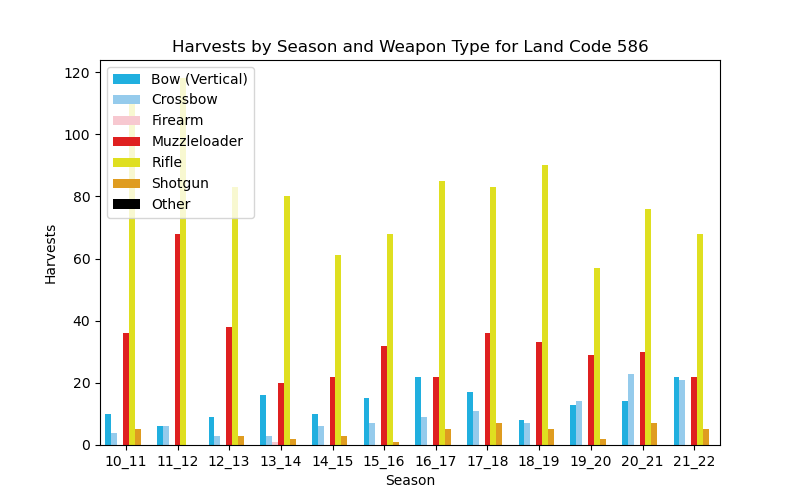 Harvests by Season and Weapon Type for Land Code 586
120
100
80
60
40
20
0
Harvests
Bow (Vertical)
Crossbow
Firearm
Muzzleloader
Rifle
Shotgun
Other
10_11 11_12 12_13 13_14 14_15 15_16 16_17 17_18 18_19 19_20 20_21 21_22
Season